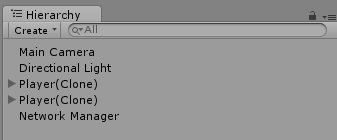 Hierarchy
Create All
Main Camera
Directional Light
Player(Clone)
Player(Clone)
Network Manager